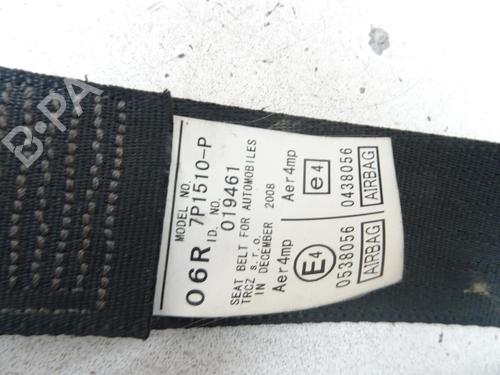 MODEL NO.
06R 7P1510-P
ID. NO.
019461
SEAT BELT FOR AUTOMOBILES
TRCZ s.r.o.
IN DECEMBER 2008
Aer4mp Aer4mp
E4 e4
0538056 0438056
AIRBAG AIRBAG
B-PA